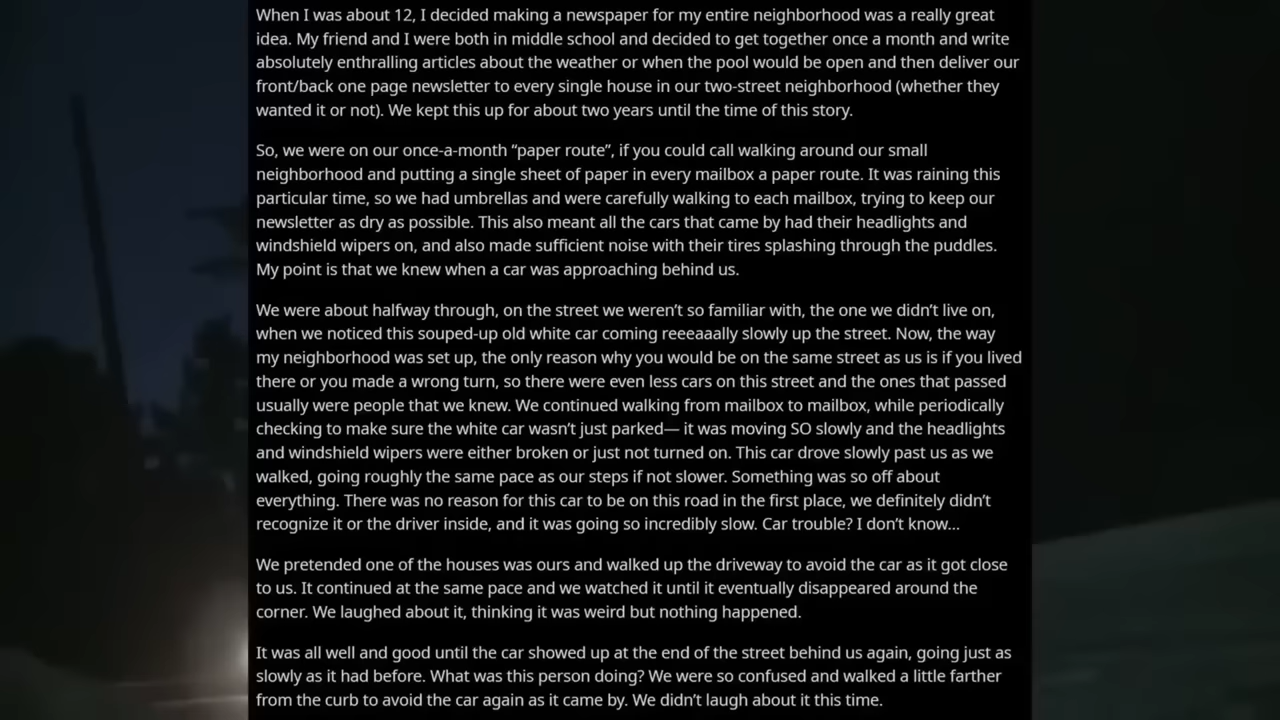 When I was about 12, I decided making a newspaper for my entire neighborhood was a really great
idea. My friend and I were both in middle school and decided to get together once a month and write
absolutely enthralling articles about the weather or when the pool would be open and then deliver our
front/back one page newsletter to every single house in our two-street neighborhood (whether they
wanted it or not). We kept this up for about two years until the time of this story.
So, we were on our once-a-month “paper route”, if you could call walking around our small
neighborhood and putting a single sheet of paper in every mailbox a paper route. It was raining this
particular time, so we had umbrellas and were carefully walking to each mailbox, trying to keep our
newsletter as dry as possible. This also meant all the cars that came by had their headlights and
windshield wipers on, and also made sufficient noise with their tires splashing through the puddles.
My point is that we knew when a car was approaching behind us.
We were about halfway through, on the street we weren’t so familiar with, the one we didn’t live on,
when we noticed this souped-up old white car coming reeeaaally slowly up the street. Now, the way
my neighborhood was set up, the only reason why you would be on the same street as us is if you lived
there or you made a wrong turn, so there were even less cars on this street and the ones that passed
usually were people that we knew. We continued walking from mailbox to mailbox, while periodically
checking to make sure the white car wasn’t just parked— it was moving SO slowly and the headlights
and windshield wipers were either broken or just not turned on. This car drove slowly past us as we
walked, going roughly the same pace as our steps if not slower. Something was so off about
everything. There was no reason for this car to be on this road in the first place, we definitely didn’t
recognize it or the driver inside, and it was going so incredibly slow. Car trouble? I don’t know…
We pretended one of the houses was ours and walked up the driveway to avoid the car as it got close
to us. It continued at the same pace and we watched it until it eventually disappeared around the
corner. We laughed about it, thinking it was weird but nothing happened.
It was all well and good until the car showed up at the end of the street behind us again, going just as
slowly as it had before. What was this person doing? We were so confused and walked a little farther
from the curb to avoid the car again as it came by. We didn’t laugh about it this time.